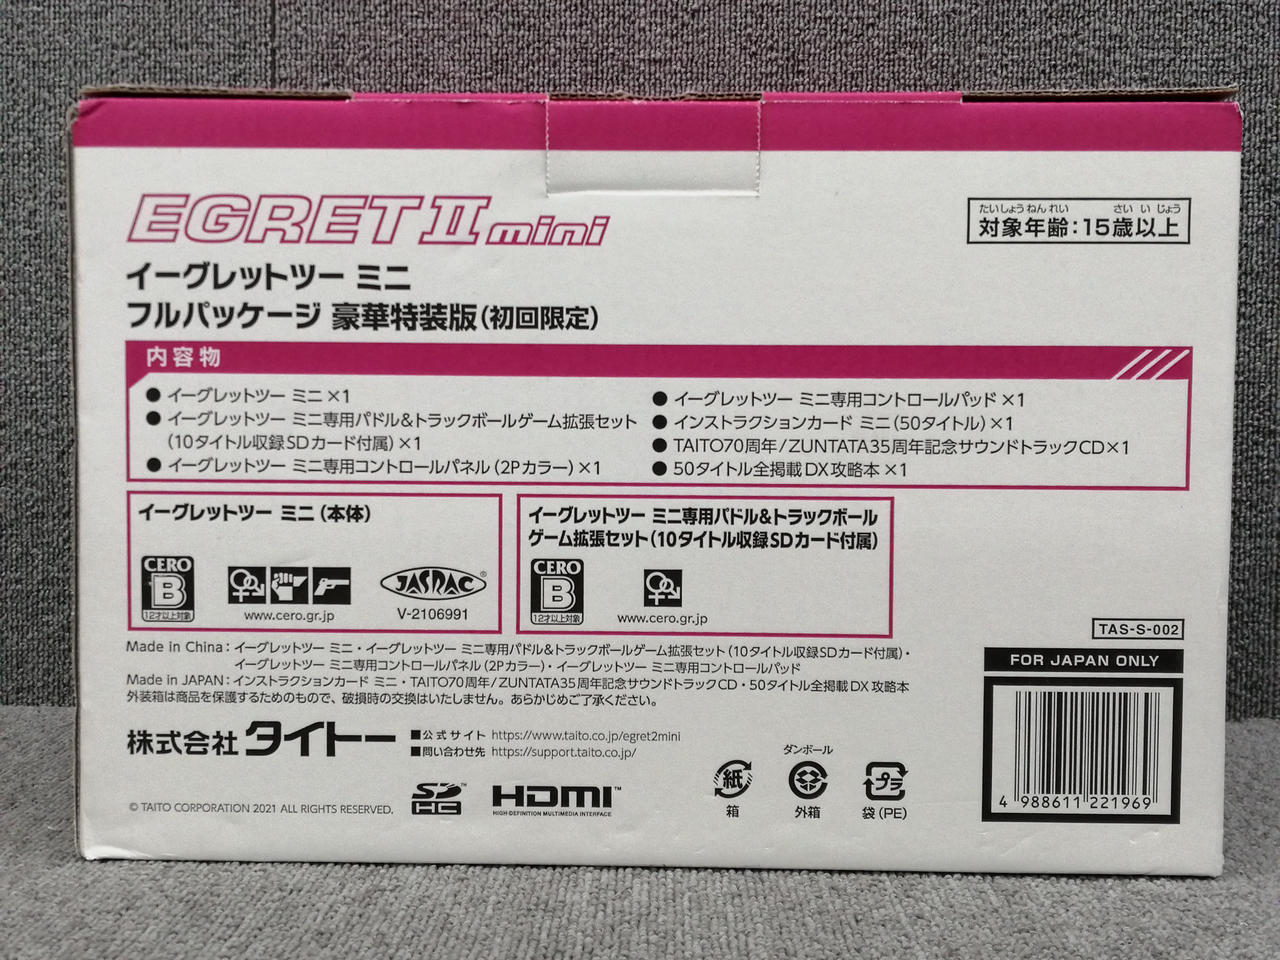 EGRET II mini
たいしょうねんれい さいいじょう
対象年齢:15歳以上
イーグレットツー ミニ
フルパッケージ 豪華特装版(初回限定)
内容物
● イーグレットツー ミニ×1
● イーグレットツー ミニ専用パドル&トラックボールゲーム拡張セット
(10タイトル収録SDカード付属)×1
● イーグレットツー ミニ専用コントロールパネル(2Pカラー)×1
● イーグレットツー ミニ専用コントロールパッド×1
● インストラクションカード ミニ(50タイトル)×1
● TAITO70周年/ZUNTATA35周年記念サウンドトラックCD×1
● 50タイトル全掲載DX攻略本×1
イーグレットツー ミニ(本体)
CERO
B
12才以上対象
www.cero.gr.jp
JASRAC®
V-2106991
イーグレットツー ミニ専用パドル&トラックボール
ゲーム拡張セット(10タイトル収録SDカード付属)
CERO
B
12才以上対象
www.cero.gr.jp
TAS-S-002
Made in China:イーグレットツー ミニ・イーグレットツー ミニ専用パドル&トラックボールゲーム拡張セット(10タイトル収録SDカード付属)・
イーグレットツー ミニ専用コントロールパネル(2Pカラー)・イーグレットツー ミニ専用コントロールパッド
Made in JAPAN:インストラクションカード ミニ・TAITO70周年/ZUNTATA35周年記念サウンドトラックCD・50タイトル全掲載DX攻略本
外装箱は商品を保護するためのもので、破損時の交換はいたしません。あらかじめご了承ください。
FOR JAPAN ONLY
4 988611 221969
株式会社タイトー
■公式サイト https://www.taito.co.jp/egret2mini
■問い合わせ先 https://support.taito.co.jp/
© TAITO CORPORATION 2021 ALL RIGHTS RESERVED.
SD HC™
HDMI™
HIGH-DEFINITION MULTIMEDIA INTERFACE
紙
箱
ダンボール
外箱
プラ
袋(PE)